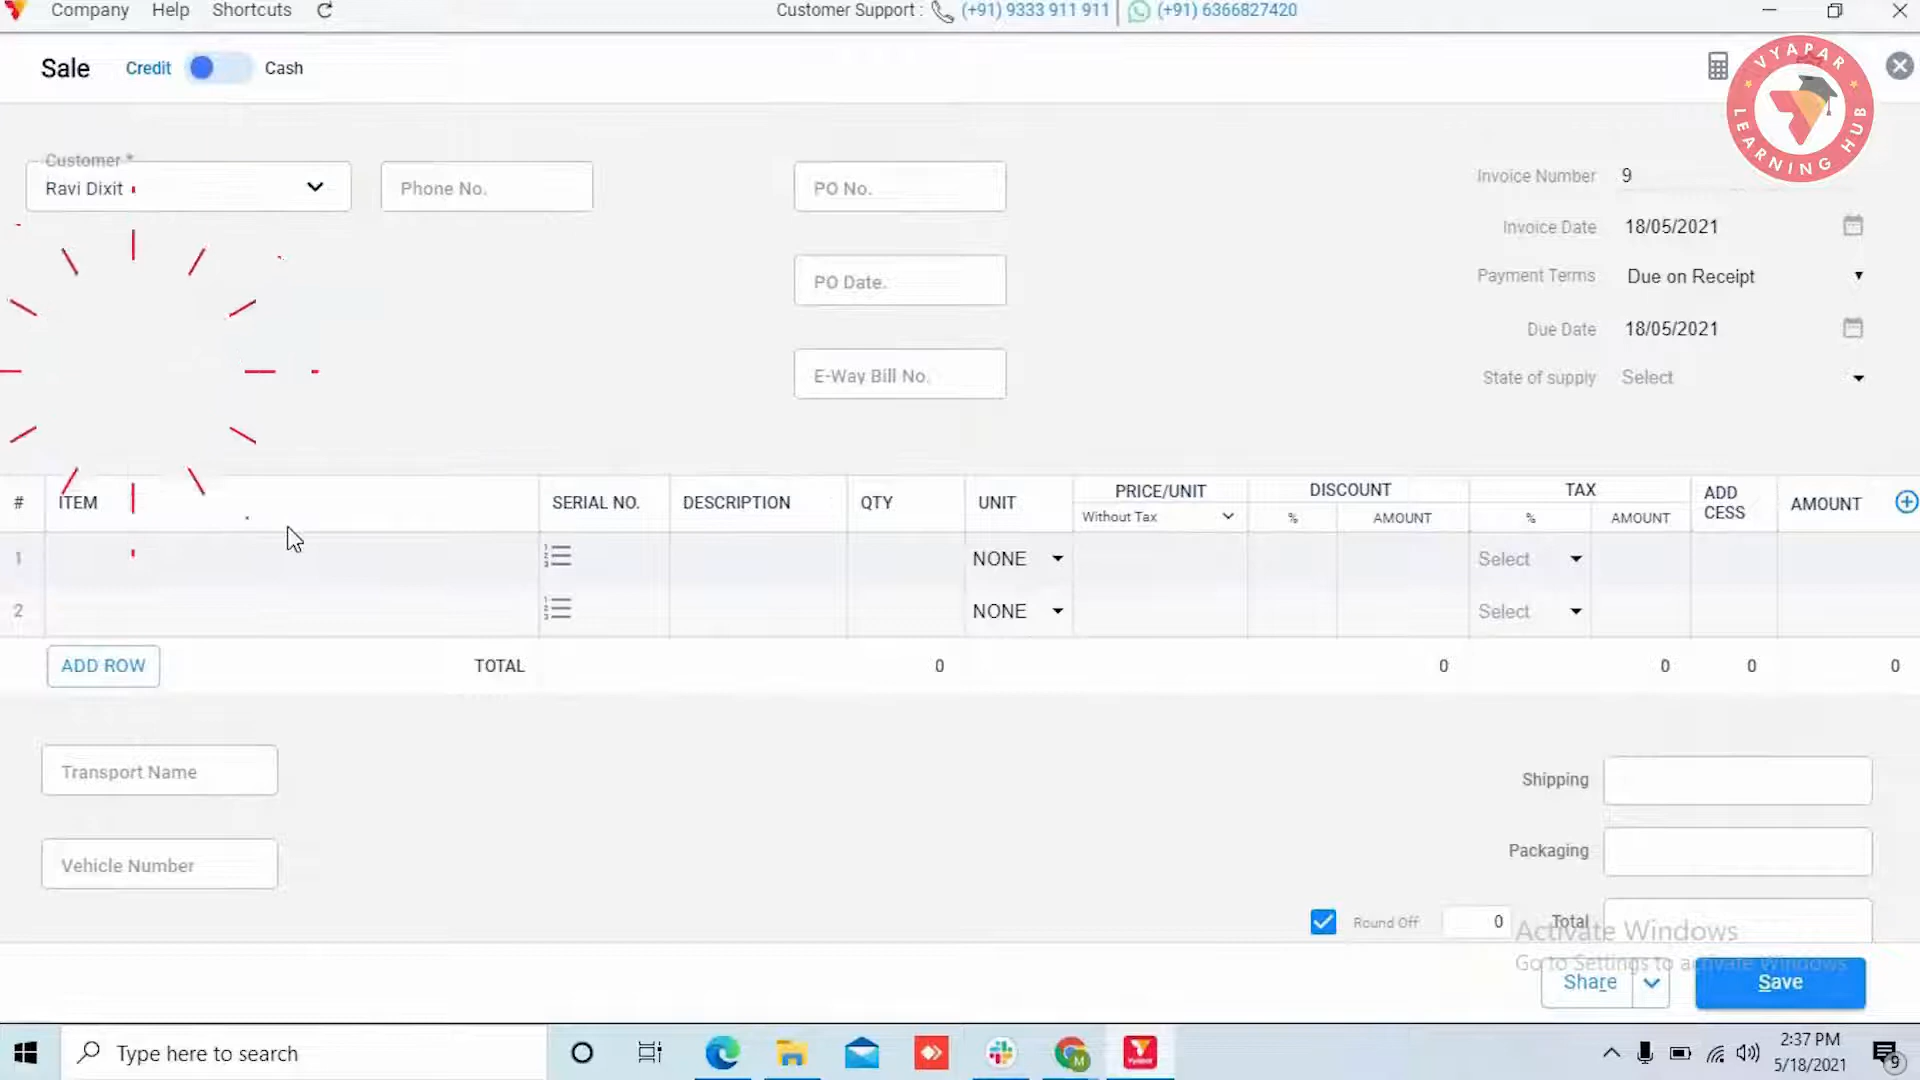 Company Help Shortcuts Customer Support : (+91) 9333 911 911 (+91) 6366827420
Sale Credit Cash
VYAPAR
LEARNING HUB
Customer *
Ravi Dixit
Phone No.
PO No.
Invoice Number 9
Invoice Date 18/05/2021
PO Date.
Payment Terms Due on Receipt
Due Date 18/05/2021
E-Way Bill No.
State of supply Select
# ITEM SERIAL NO. DESCRIPTION QTY UNIT PRICE/UNIT DISCOUNT TAX ADD CESS AMOUNT
Without Tax % AMOUNT % AMOUNT
1 NONE Select
2 NONE Select
ADD ROW TOTAL 0 0 0 0 0
Transport Name
Shipping
Vehicle Number
Packaging
Round Off 0 Total
Activate Windows
Go to Settings to activate Windows.
Share Save
Type here to search
M
Vyapar
2:37 PM
5/18/2021
9